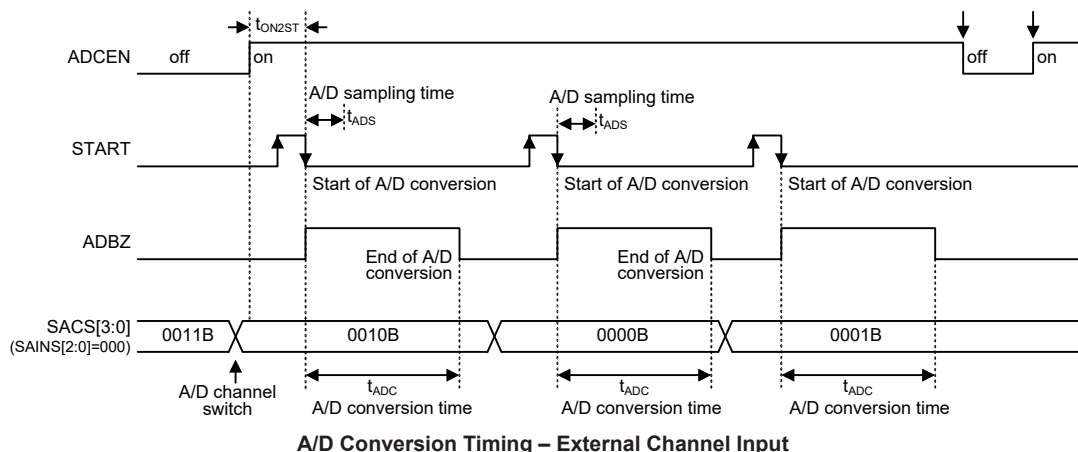 tON2ST
ADCEN off on off on
A/D sampling time A/D sampling time
tADS tADS
START
Start of A/D conversion Start of A/D conversion Start of A/D conversion
ADBZ End of A/D conversion End of A/D conversion
SACS[3:0]
(SAINS[2:0]=000)
0011B 0010B 0000B 0001B
A/D channel
switch
tADC tADC tADC
A/D conversion time A/D conversion time A/D conversion time
A/D Conversion Timing – External Channel Input